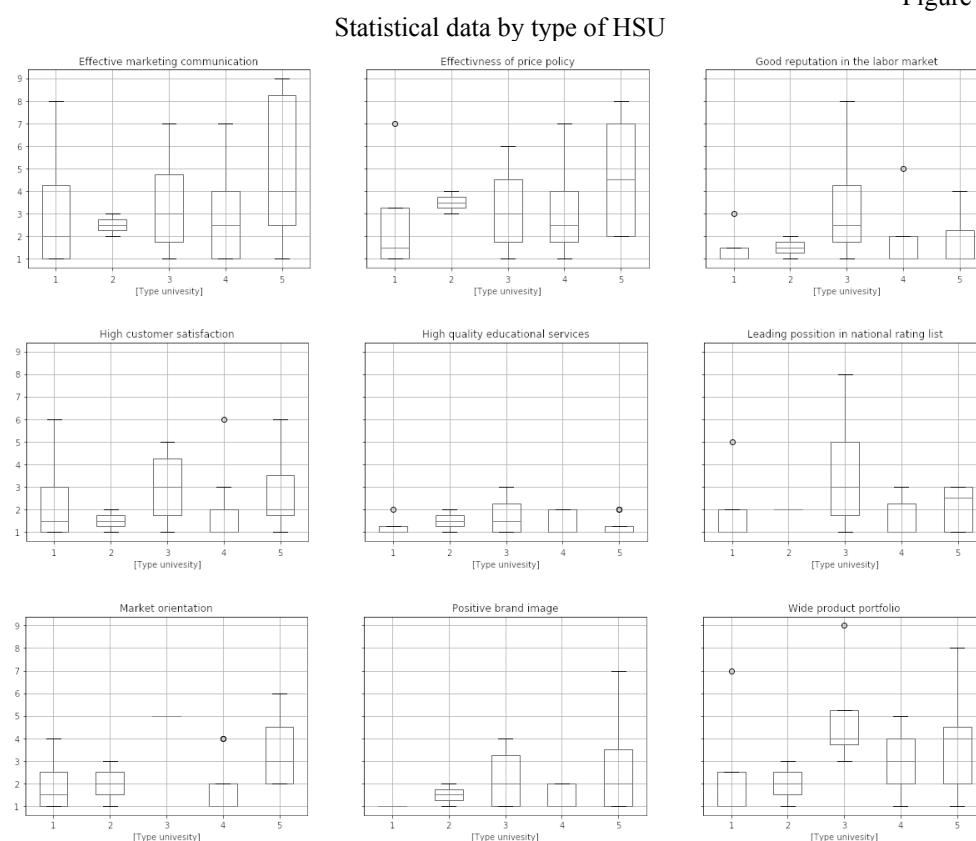 Figure
Statistical data by type of HSU
Effective marketing communication
Effectivness of price policy
Good reputation in the labor market
9
8
7
6
5
4
3
2
1
1 2 3 4 5
1 2 3 4 5
1 2 3 4 5
[Type univesity]
[Type univesity]
[Type univesity]
High customer satisfaction
High quality educational services
Leading possition in national rating list
9
8
7
6
5
4
3
2
1
1 2 3 4 5
1 2 3 4 5
1 2 3 4 5
[Type univesity]
[Type univesity]
[Type univesity]
Market orientation
Positive brand image
Wide product portfolio
9
8
7
6
5
4
3
2
1
1 2 3 4 5
1 2 3 4 5
1 2 3 4 5
[Type univesity]
[Type univesity]
[Type univesity]